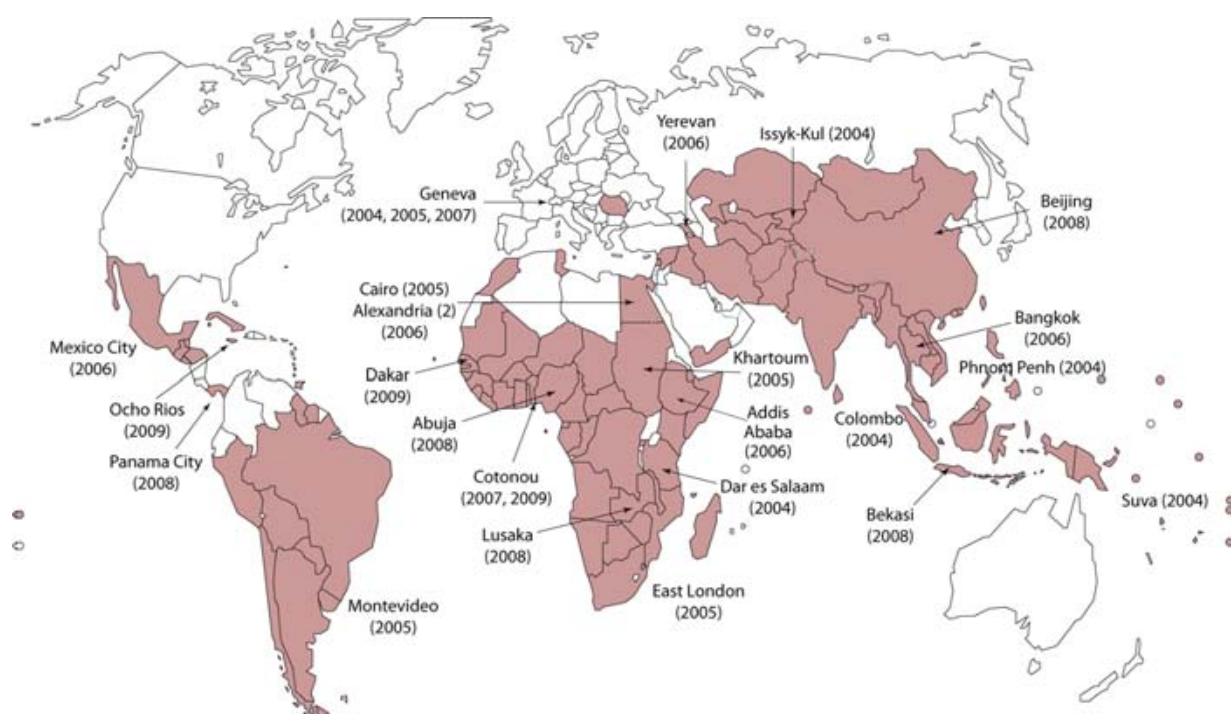 Yerevan
(2006)
Issyk-Kul (2004)
Geneva
(2004, 2005, 2007)
Beijing
(2008)
Cairo (2005)
Alexandria (2)
(2006)
Bangkok
(2006)
Mexico City
(2006)
Khartoum
(2005)
Phnom Penh (2004)
Dakar
(2009)
Ocho Rios
(2009)
Abuja
(2008)
Addis
Ababa
(2006)
Colombo
(2004)
Panama City
(2008)
Cotonou
(2007, 2009)
Dar es Salaam
(2004)
Suva (2004)
Bekasi
(2008)
Lusaka
(2008)
East London
(2005)
Montevideo
(2005)